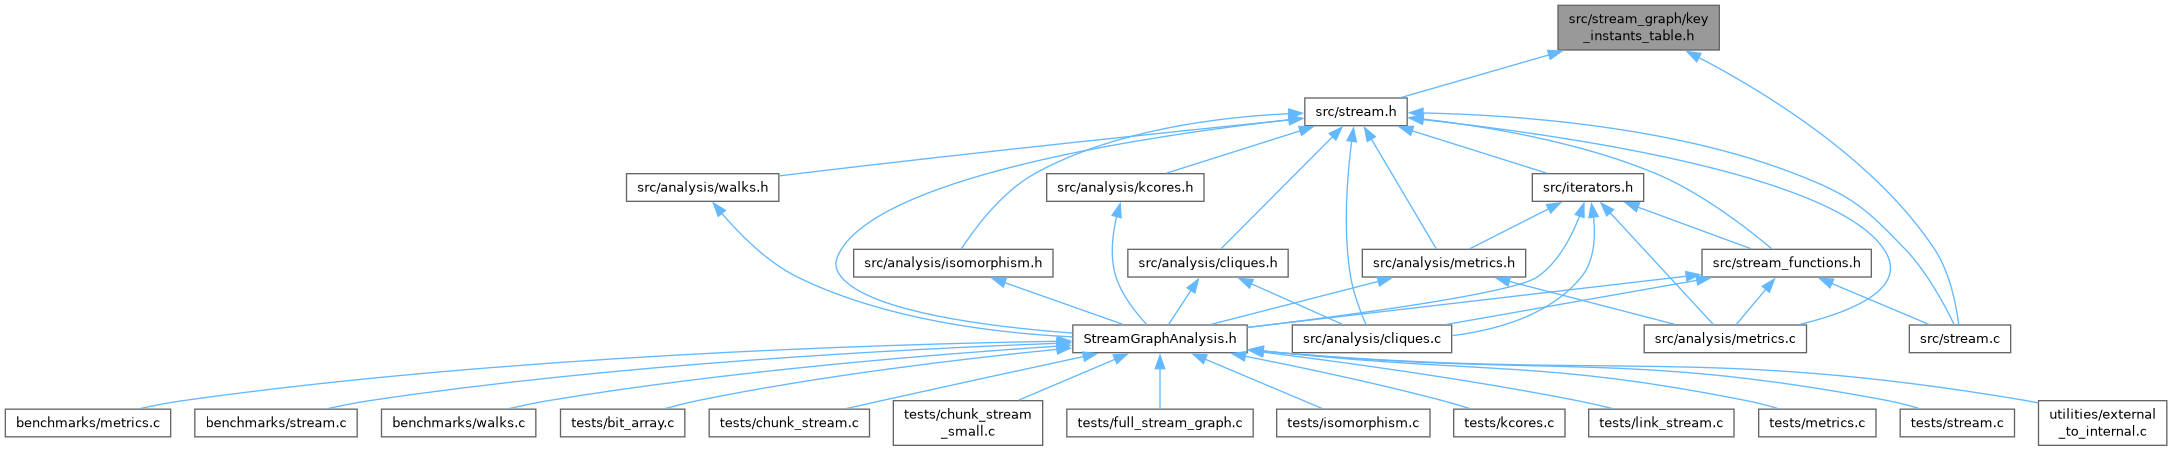 src/stream_graph/key
_instants_table.h
src/stream.h
src/analysis/walks.h
src/analysis/kcores.h
src/iterators.h
src/analysis/isomorphism.h
src/analysis/cliques.h
src/analysis/metrics.h
src/stream_functions.h
StreamGraphAnalysis.h
src/analysis/cliques.c
src/analysis/metrics.c
src/stream.c
benchmarks/metrics.c
benchmarks/stream.c
benchmarks/walks.c
tests/bit_array.c
tests/chunk_stream.c
tests/chunk_stream
_small.c
tests/full_stream_graph.c
tests/isomorphism.c
tests/kcores.c
tests/link_stream.c
tests/metrics.c
tests/stream.c
utilities/external
_to_internal.c